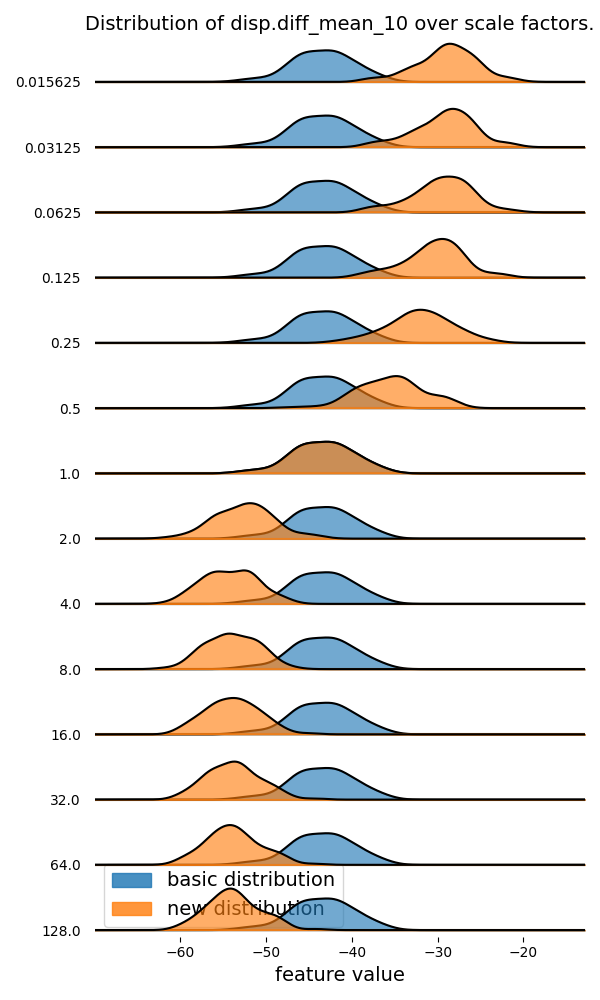 Distribution of disp.diff_mean_10 over scale factors.
0.015625
0.03125
0.0625
0.125
0.25
0.5
1.0
2.0
4.0
8.0
16.0
32.0
64.0
basic distribution
new distribution
128.0
−60 −50 −40 −30 −20
feature value